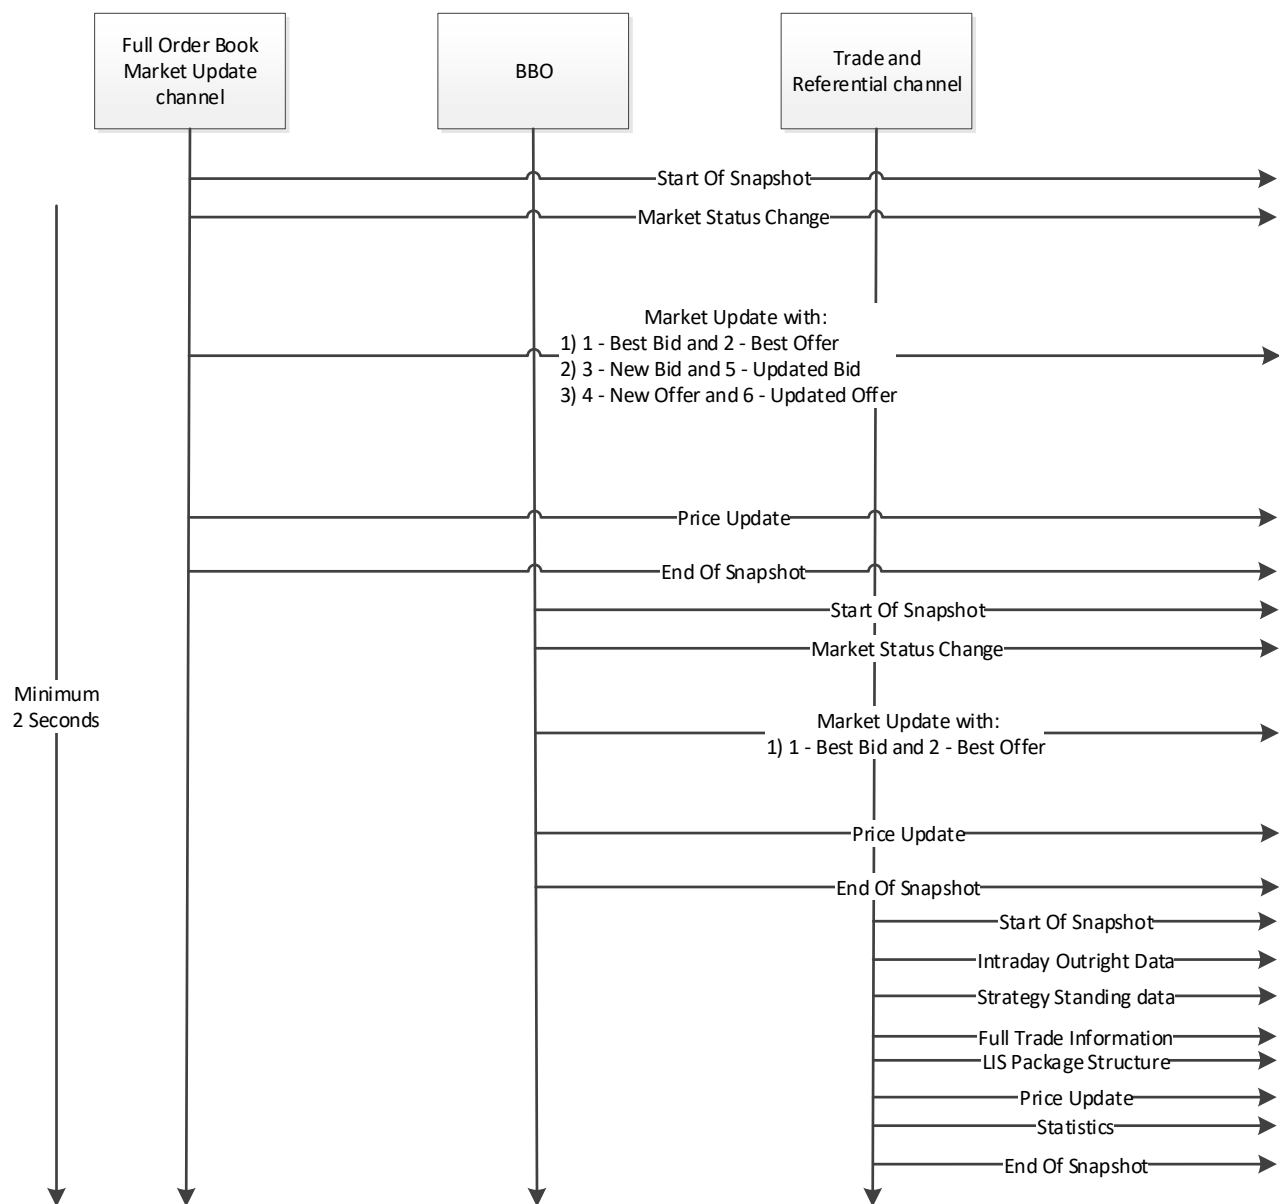 Full Order Book
Market Update
channel
BBO
Trade and
Referential channel
Start Of Snapshot
Market Status Change
Market Update with:
1) 1 - Best Bid and 2 - Best Offer
2) 3 - New Bid and 5 - Updated Bid
3) 4 - New Offer and 6 - Updated Offer
Price Update
End Of Snapshot
Start Of Snapshot
Market Status Change
Minimum
2 Seconds
Market Update with:
1) 1 - Best Bid and 2 - Best Offer
Price Update
End Of Snapshot
Start Of Snapshot
Intraday Outright Data
Strategy Standing data
Full Trade Information
LIS Package Structure
Price Update
Statistics
End Of Snapshot